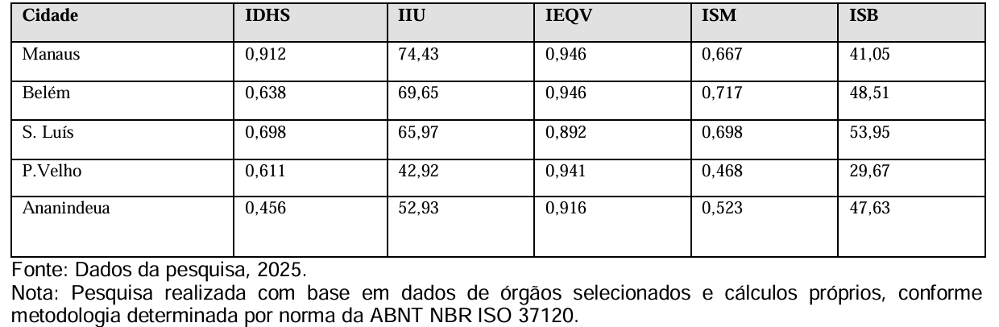 Cidade IDHS IIU IEQV ISM ISB
Manaus 0,912 74,43 0,946 0,667 41,05
Belém 0,638 69,65 0,946 0,717 48,51
S. Luís 0,698 65,97 0,892 0,698 53,95
P.Velho 0,611 42,92 0,941 0,468 29,67
Ananindeua 0,456 52,93 0,916 0,523 47,63
Fonte: Dados da pesquisa, 2025.
Nota: Pesquisa realizada com base em dados de órgãos selecionados e cálculos próprios, conforme
metodologia determinada por norma da ABNT NBR ISO 37120.